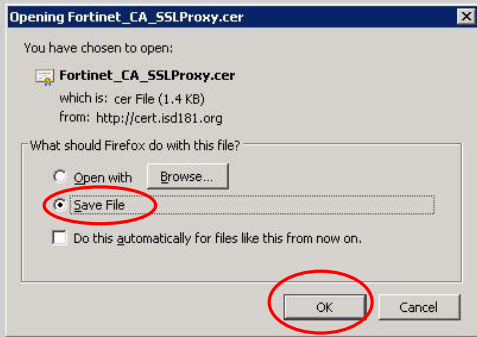 Opening Fortinet_CA_SSLProxy.cer
You have chosen to open:
Fortinet_CA_SSLProxy.cer
which is: cer File (1.4 KB)
from: http://cert.isd181.org
What should Firefox do with this file?
Open with Browse...
Save File
Do this automatically for files like this from now on.
OK Cancel